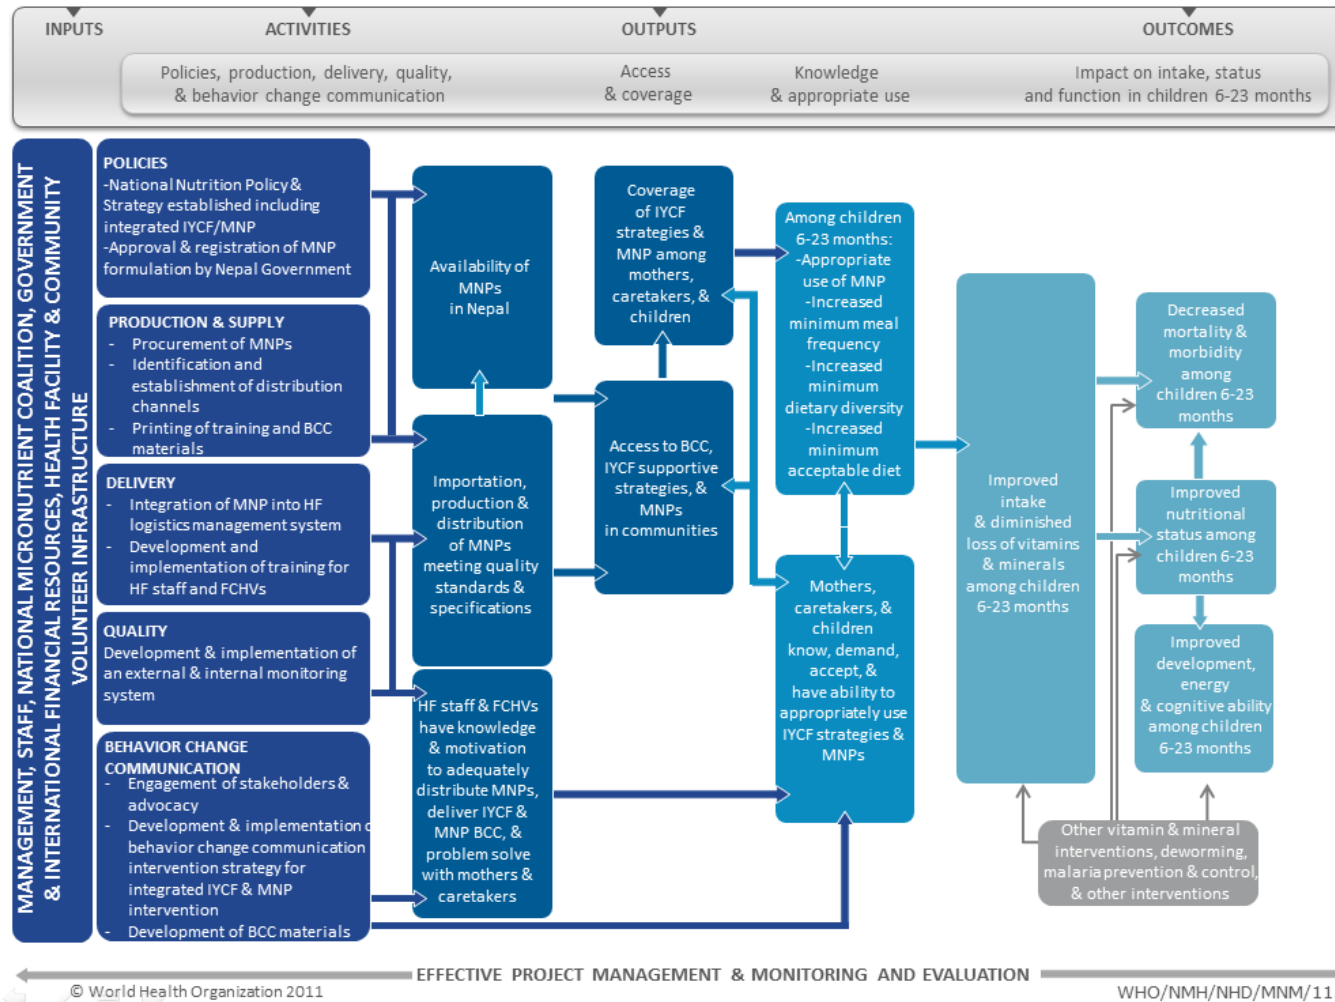 INPUTS
ACTIVITIES
OUTPUTS
OUTCOMES
Policies, production, delivery, quality,
& behavior change communication
Access
& coverage
Knowledge
& appropriate use
Impact on intake, status
and function in children 6-23 months
MANAGEMENT, STAFF, NATIONAL MICRONUTRIENT COALITION, GOVERNMENT
& INTERNATIONAL FINANCIAL RESOURCES, HEALTH FACILITY & COMMUNITY
VOLUNTEER INFRASTRUCTURE
POLICIES
-National Nutrition Policy &
Strategy established including
integrated IYCF/MNP
-Approval & registration of MNP
formulation by Nepal Government
PRODUCTION & SUPPLY
- Procurement of MNPs
- Identification and
establishment of distribution
channels
- Printing of training and BCC
materials
DELIVERY
- Integration of MNP into HF
logistics management system
- Development and
implementation of training for
HF staff and FCHVs
QUALITY
Development & implementation of
an external & internal monitoring
system
BEHAVIOR CHANGE
COMMUNICATION
- Engagement of stakeholders &
advocacy
- Development & implementation o
behavior change communication
intervention strategy for
integrated IYCF & MNP
intervention
- Development of BCC materials
Availability of
MNPs
in Nepal
Importation,
production &
distribution
of MNPs
meeting quality
standards &
specifications
HF staff & FCHVs
have knowledge
& motivation
to adequately
distribute MNPs,
deliver IYCF &
MNP BCC, &
problem solve
with mothers &
caretakers
Coverage
of IYCF
strategies &
MNP among
mothers,
caretakers, &
children
Access to BCC,
IYCF supportive
strategies, &
MNPs
in communities
Among children
6-23 months:
-Appropriate
use of MNP
-Increased
minimum meal
frequency
-Increased
minimum
dietary diversity
-Increased
minimum
acceptable diet
Mothers,
caretakers, &
children
know, demand,
accept, &
have ability to
appropriately use
IYCF strategies &
MNPs
Improved
intake
& diminished
loss of vitamins
& minerals
among children
6-23 months
Decreased
mortality &
morbidity
among
children 6-23
months
Improved
nutritional
status among
children 6-23
months
Improved
development,
energy
& cognitive ability
among children
6-23 months
Other vitamin & mineral
interventions, deworming,
malaria prevention & control,
& other interventions
EFFECTIVE PROJECT MANAGEMENT & MONITORING AND EVALUATION
© World Health Organization 2011
WHO/NMH/NHD/MNM/11